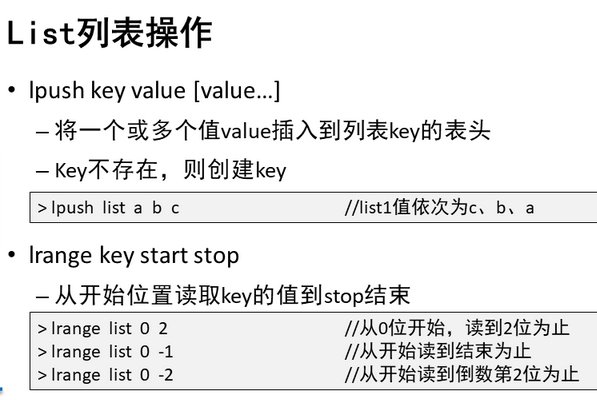 List列表操作
• lpush key value [value…]
– 将一个或多个值value插入到列表key的表头
– Key不存在，则创建key
> lpush list a b c //list1值依次为c、b、a
• lrange key start stop
– 从开始位置读取key的值到stop结束
> lrange list 0 2 //从0位开始，读到2位为止
> lrange list 0 -1 //从开始读到结束为止
> lrange list 0 -2 //从开始读到倒数第2位为止